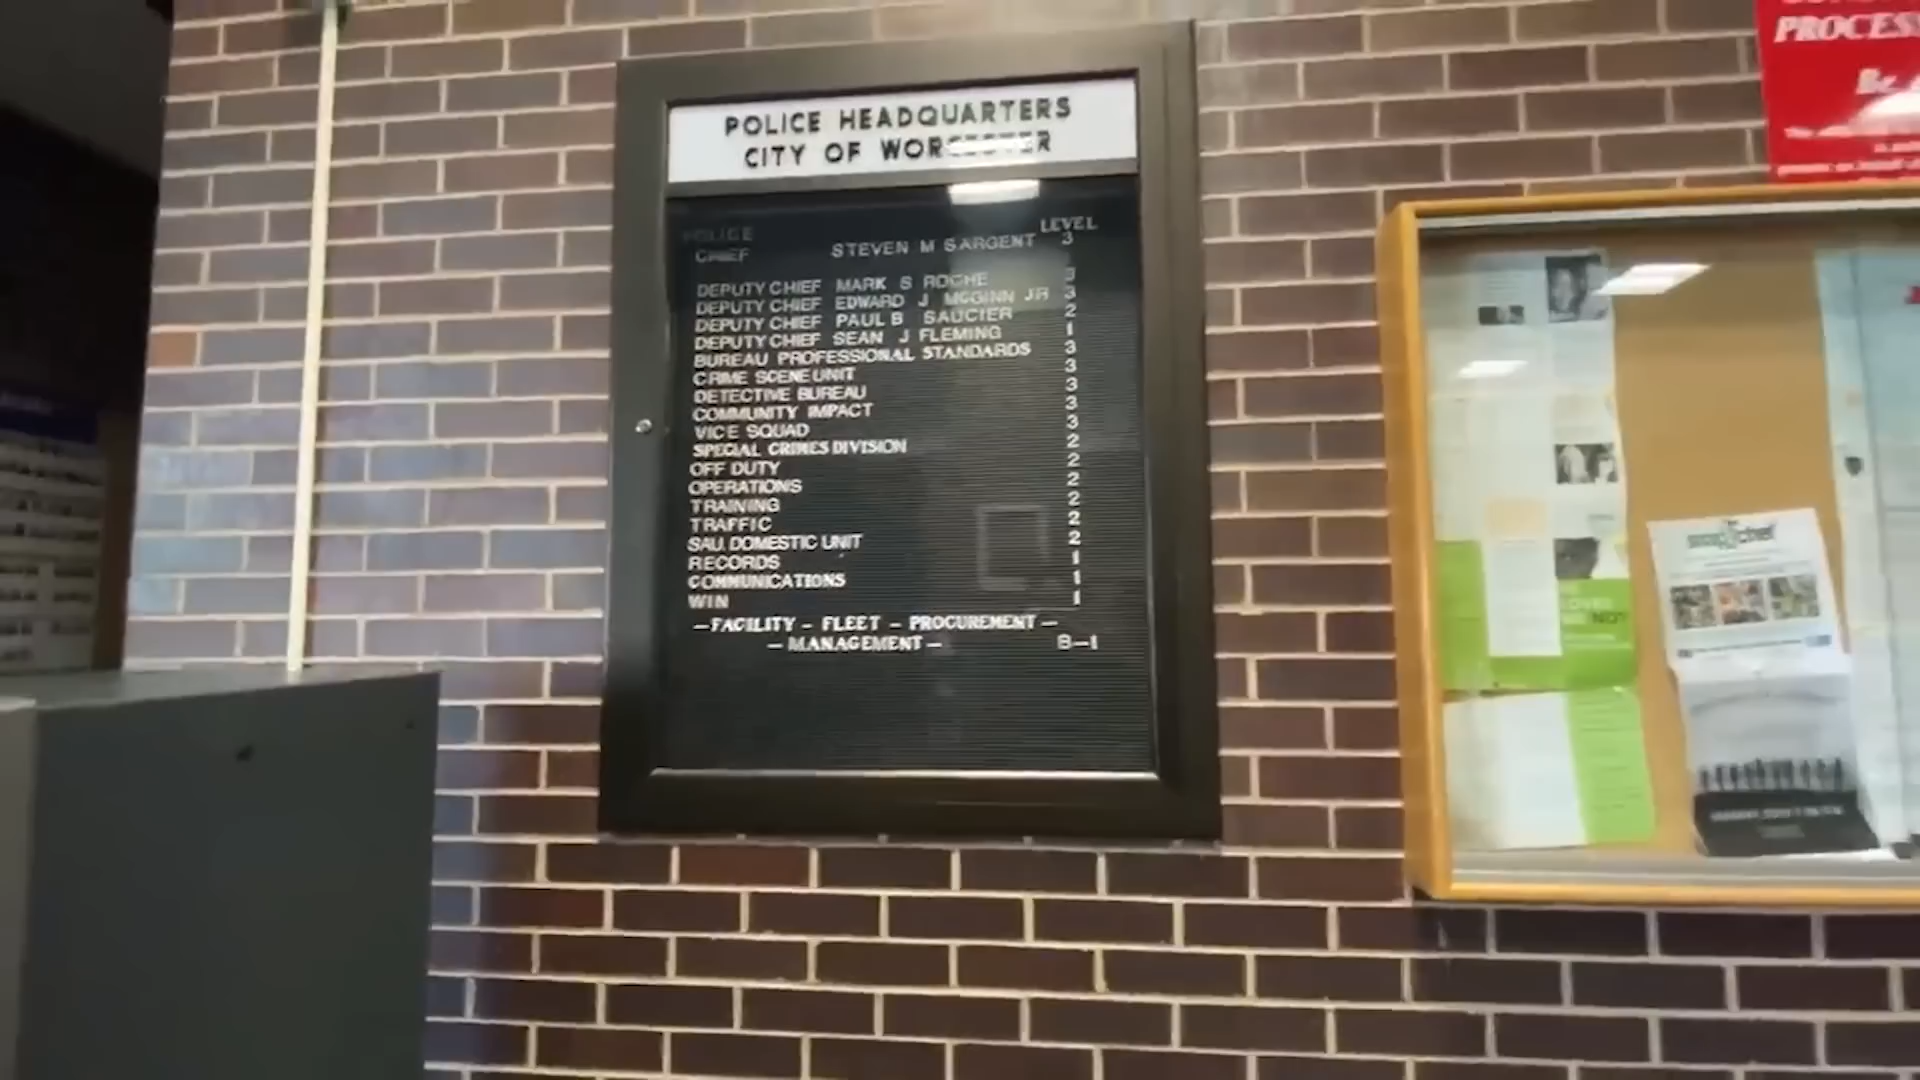 POLICE HEADQUARTERS
CITY OF WORCESTER
POLICE LEVEL
CHIEF STEVEN M SARGENT 3
DEPUTY CHIEF MARK S ROCHE 3
DEPUTY CHIEF EDWARD J MCGINN JR 3
DEPUTY CHIEF PAUL B SAUCIER 2
DEPUTY CHIEF SEAN J FLEMING 1
BUREAU PROFESSIONAL STANDARDS 3
CRIME SCENE UNIT 3
DETECTIVE BUREAU 3
COMMUNITY IMPACT 3
VICE SQUAD 3
SPECIAL CRIMES DIVISION 2
OFF DUTY 2
OPERATIONS 2
TRAINING 2
TRAFFIC 2
SAU. DOMESTIC UNIT 2
RECORDS 1
COMMUNICATIONS 1
WIN 1
—FACILITY – FLEET – PROCUREMENT —
— MANAGEMENT — B–1
PROCES